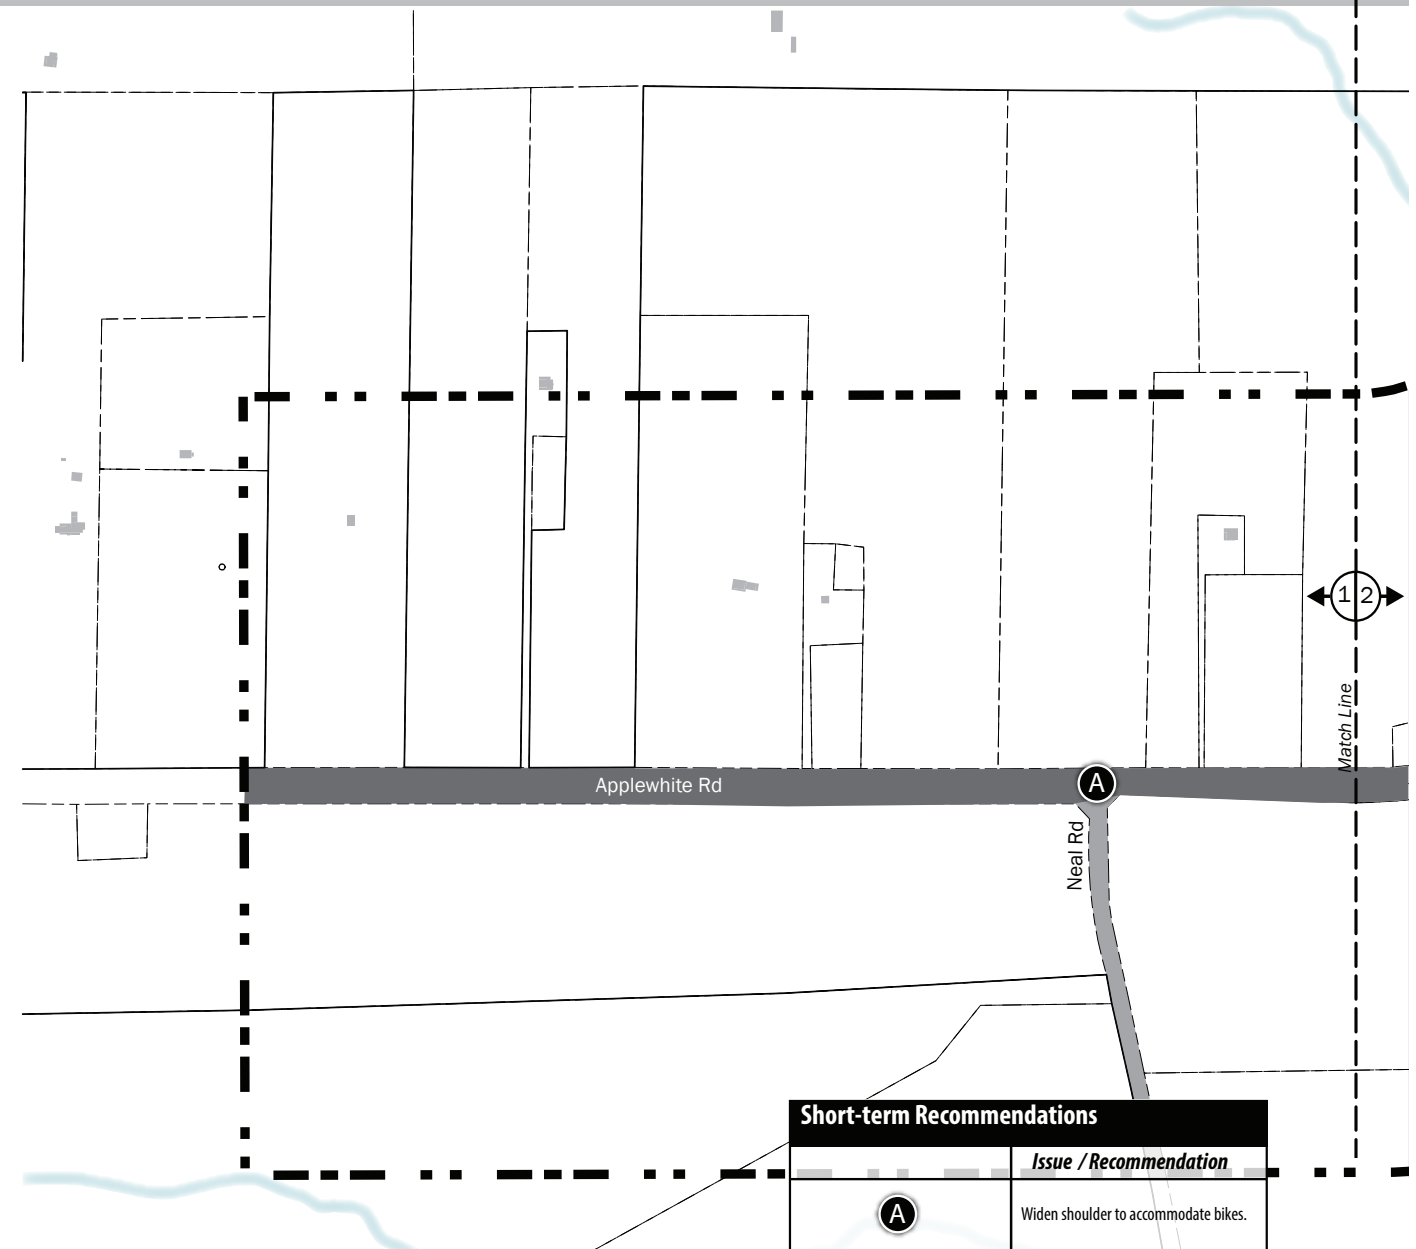 1 2
Match Line
Applewhite Rd
A
Neal Rd
Short-term Recommendations
Issue / Recommendation
A
Widen shoulder to accommodate bikes.